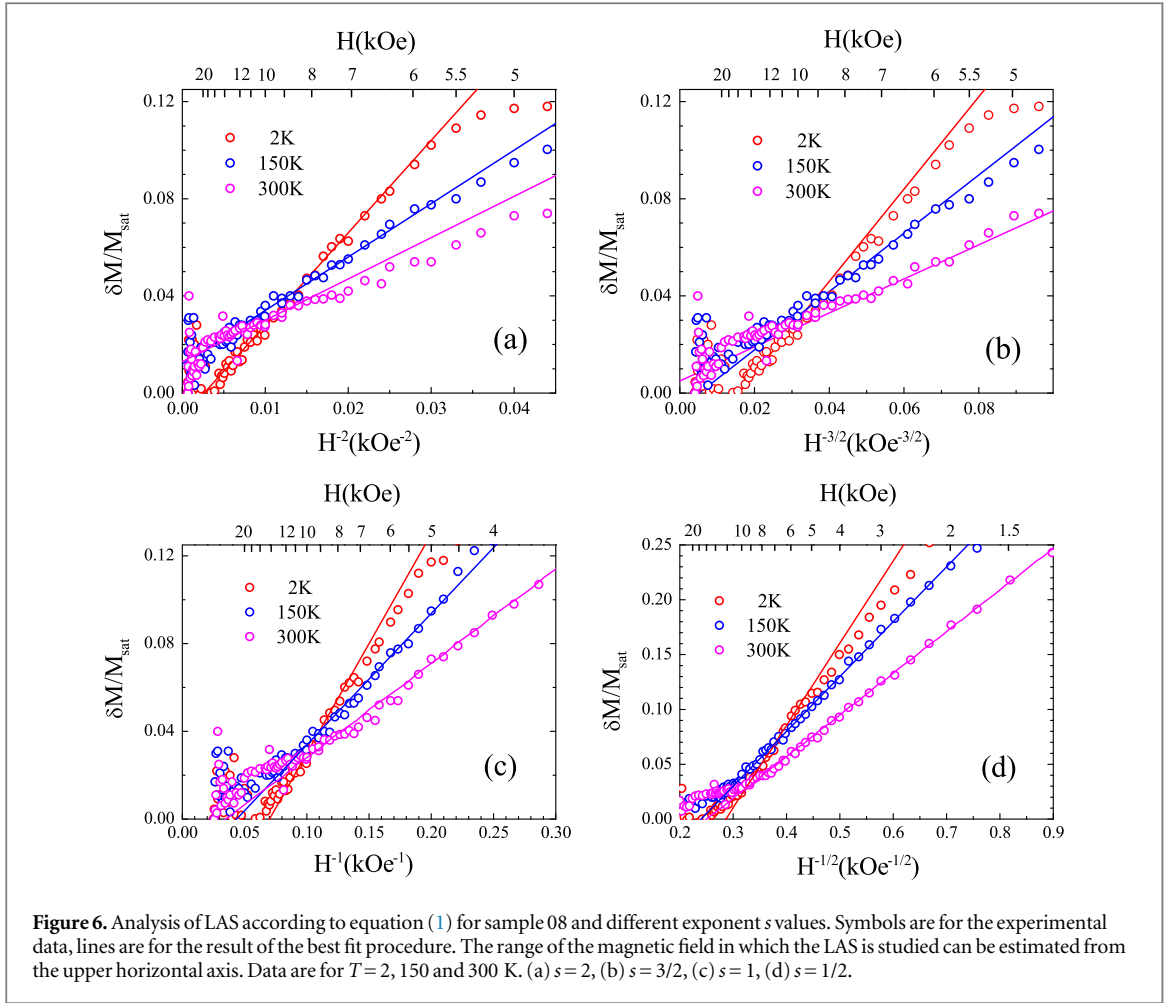 H(kOe)
20 12 10 8 7 6 5.5 5
0.12
0.08
0.04
0.00
δM/M_sat
2K
150K
300K
(a)
0.00 0.01 0.02 0.03 0.04
H^-2(kOe^-2)
H(kOe)
20 12 10 8 7 6 5.5 5
0.12
0.08
0.04
0.00
δM/M_sat
2K
150K
300K
(b)
0.00 0.02 0.04 0.06 0.08
H^-3/2(kOe^-3/2)
H(kOe)
20 12 10 8 7 6 5 4
0.12
0.08
0.04
0.00
δM/M_sat
2K
150K
300K
(c)
0.00 0.05 0.10 0.15 0.20 0.25 0.30
H^-1(kOe^-1)
H(kOe)
20 10 8 6 5 4 3 2 1.5
0.25
0.20
0.15
0.10
0.05
0.00
δM/M_sat
2K
150K
300K
(d)
0.2 0.3 0.4 0.5 0.6 0.7 0.8 0.9
H^-1/2(kOe^-1/2)
Figure 6. Analysis of LAS according to equation (1) for sample 08 and different exponent s values. Symbols are for the experimental
data, lines are for the result of the best fit procedure. The range of the magnetic field in which the LAS is studied can be estimated from
the upper horizontal axis. Data are for T = 2, 150 and 300 K. (a) s = 2, (b) s = 3/2, (c) s = 1, (d) s = 1/2.